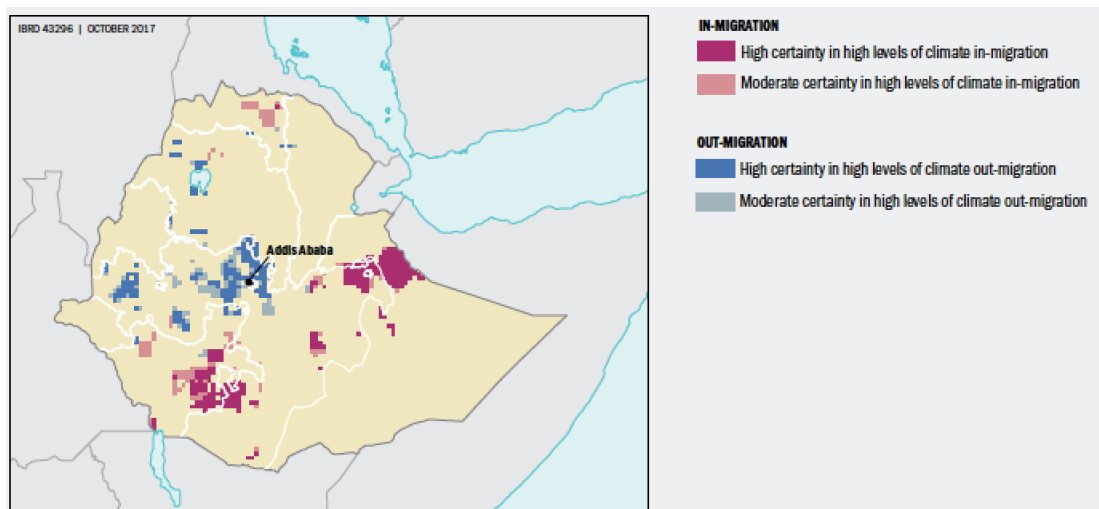 IBRD 43296 | OCTOBER 2017
Addis Ababa
IN-MIGRATION
High certainty in high levels of climate in-migration
Moderate certainty in high levels of climate in-migration
OUT-MIGRATION
High certainty in high levels of climate out-migration
Moderate certainty in high levels of climate out-migration